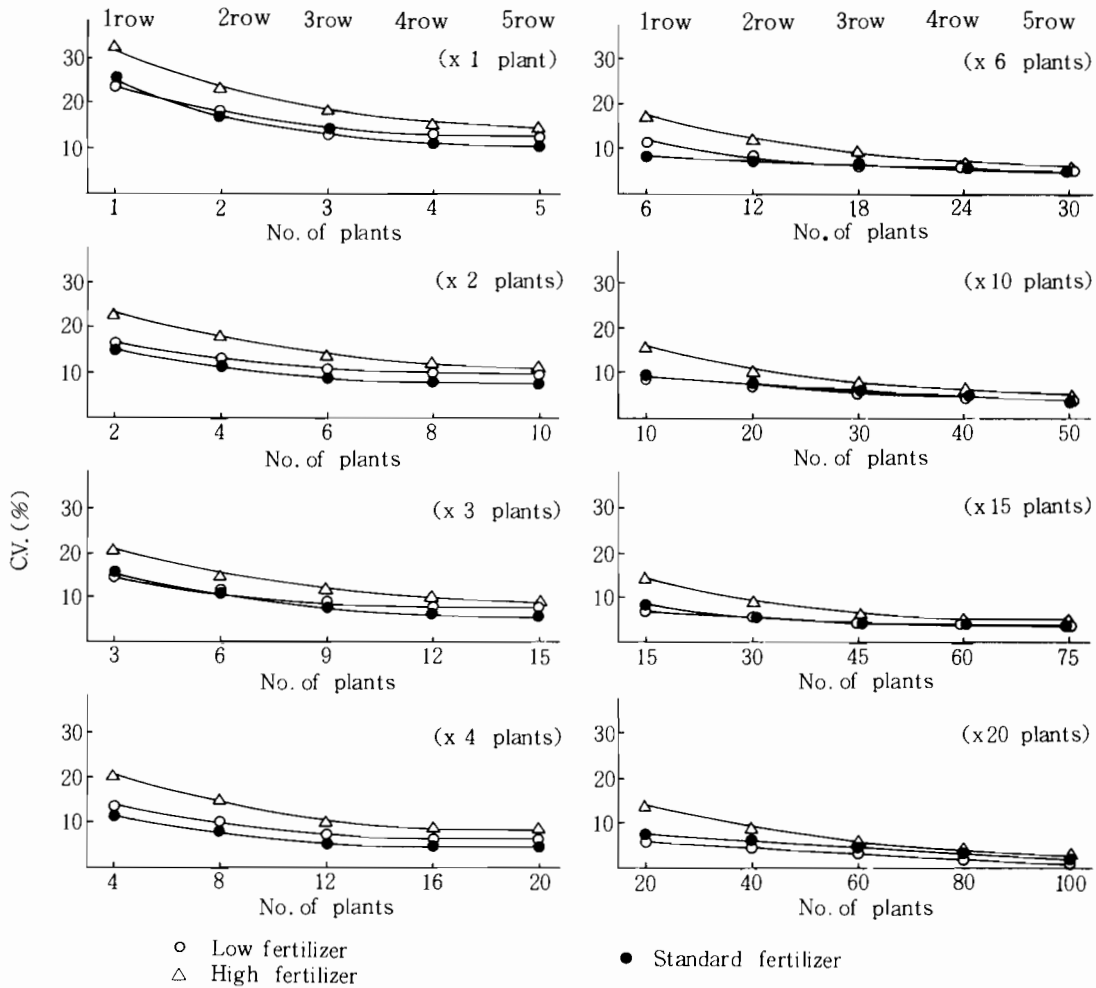 1row 2row 3row 4row 5row
(x 1 plant)
30
20
10
1 2 3 4 5
No. of plants
(x 2 plants)
30
20
10
2 4 6 8 10
No. of plants
(x 3 plants)
30
20
10
3 6 9 12 15
No. of plants
(x 4 plants)
30
20
10
4 8 12 16 20
No. of plants
CV. (%)
1row 2row 3row 4row 5row
(x 6 plants)
30
20
10
6 12 18 24 30
No. of plants
(x 10 plants)
30
20
10
10 20 30 40 50
No. of plants
(x 15 plants)
30
20
10
15 30 45 60 75
No. of plants
(x 20 plants)
30
20
10
20 40 60 80 100
No. of plants
Low fertilizer
High fertilizer
Standard fertilizer